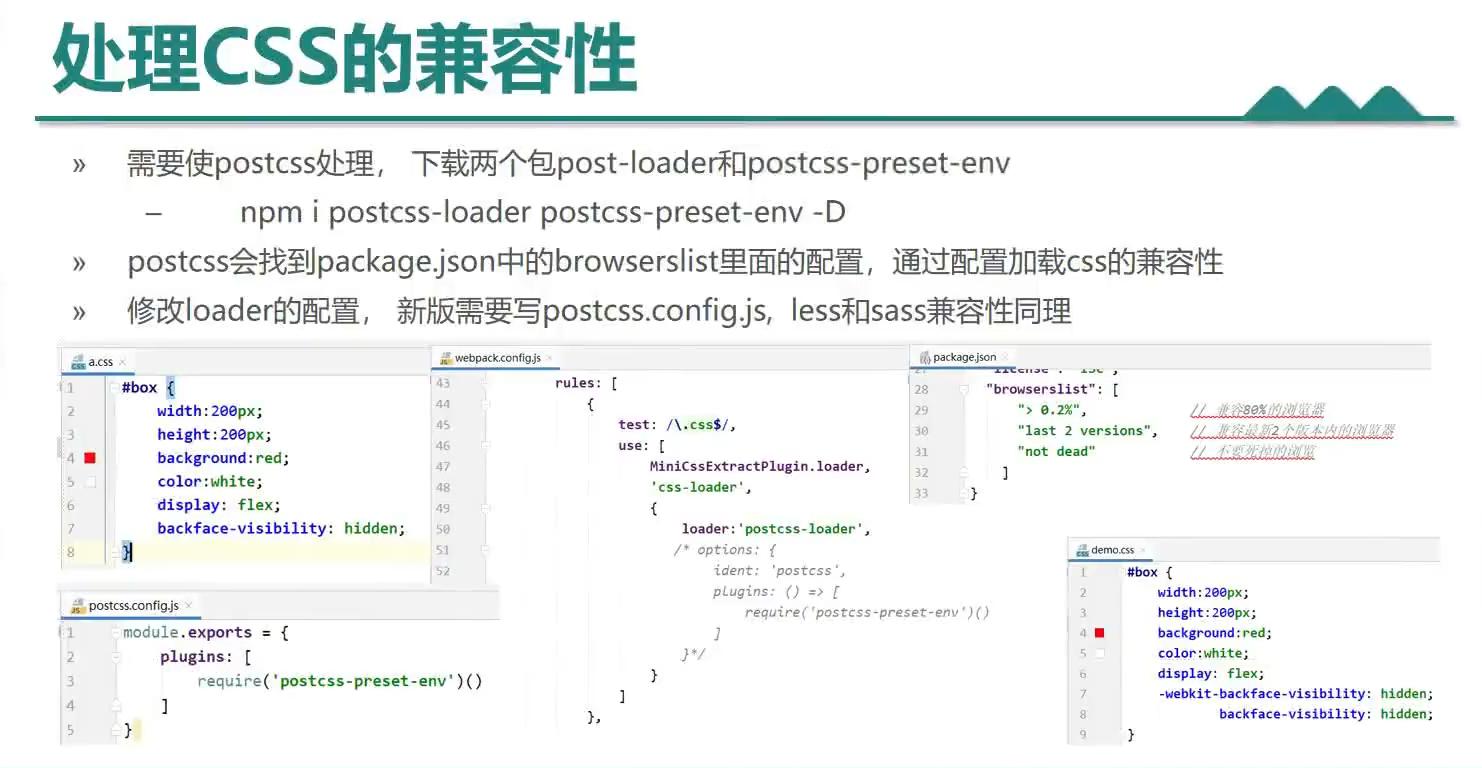 处理CSS的兼容性
» 需要使postcss处理， 下载两个包post-loader和postcss-preset-env
– npm i postcss-loader postcss-preset-env -D
» postcss会找到package.json中的browserslist里面的配置，通过配置加载css的兼容性
» 修改loader的配置， 新版需要写postcss.config.js, less和sass兼容性同理
a.css ×
1 #box {
2 width:200px;
3 height:200px;
4 background:red;
5 color:white;
6 display: flex;
7 backface-visibility: hidden;
8 }
postcss.config.js ×
1 module.exports = {
2 plugins: [
3 require('postcss-preset-env')()
4 ]
5 }
webpack.config.js ×
43 rules: [
44 {
45 test: /\.css$/,
46 use: [
47 MiniCssExtractPlugin.loader,
48 'css-loader',
49 {
50 loader:'postcss-loader',
51 /* options: {
52 ident: 'postcss',
plugins: () => [
require('postcss-preset-env')()
]
}*/
}
]
},
package.json ×
27 "license": "ISC",
28 "browserslist": [
29 "> 0.2%", // 兼容80%的浏览器
30 "last 2 versions", // 兼容最新2个版本内的浏览器
31 "not dead" // 不要死掉的浏览
32 ]
33 }
demo.css ×
1 #box {
2 width:200px;
3 height:200px;
4 background:red;
5 color:white;
6 display: flex;
7 -webkit-backface-visibility: hidden;
8 backface-visibility: hidden;
9 }